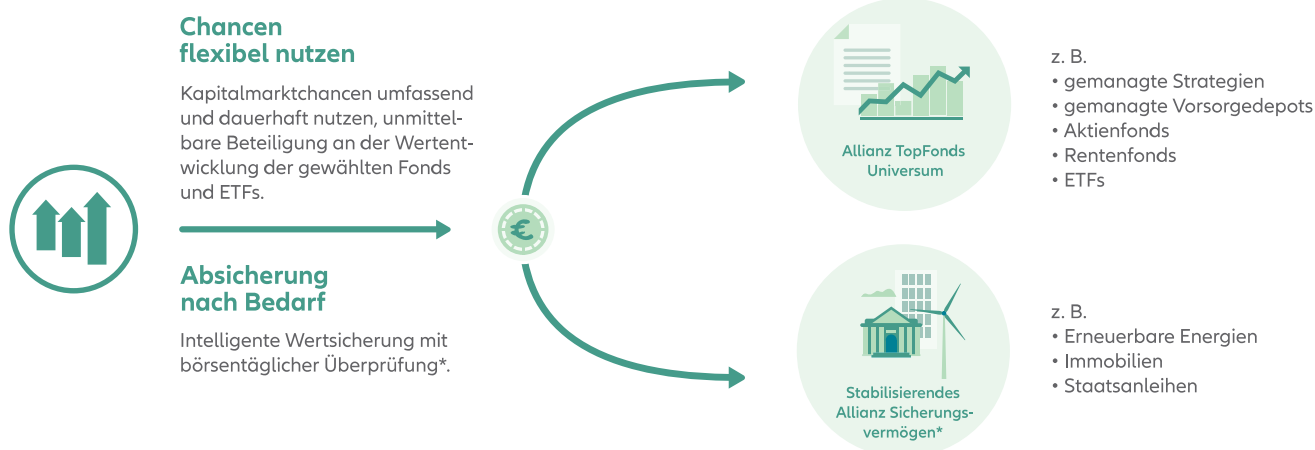 Chancen
flexibel nutzen
Kapitalmarktchancen umfassend
und dauerhaft nutzen, unmittel-
bare Beteiligung an der Wertent-
wicklung der gewählten Fonds
und ETFs.
Absicherung
nach Bedarf
Intelligente Wertsicherung mit
börsentäglicher Überprüfung*.
€
Allianz TopFonds
Universum
z. B.
• gemanagte Strategien
• gemanagte Vorsorgedepots
• Aktienfonds
• Rentenfonds
• ETFs
Stabilisierendes
Allianz Sicherungs-
vermögen*
z. B.
• Erneuerbare Energien
• Immobilien
• Staatsanleihen